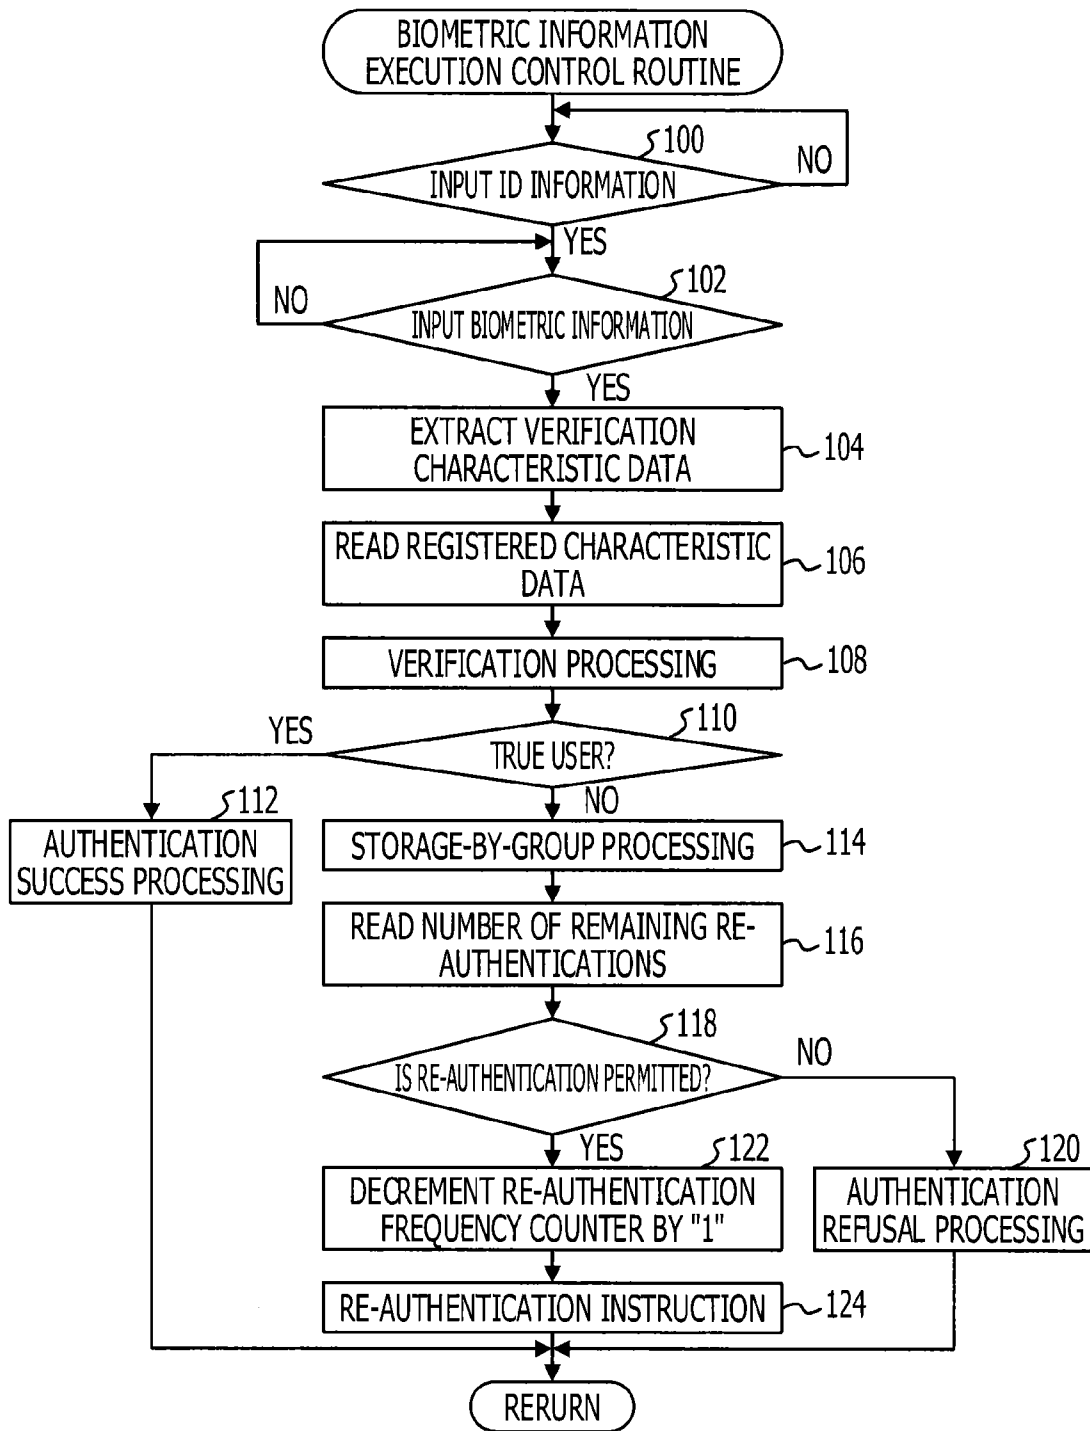 BIOMETRIC INFORMATION
EXECUTION CONTROL ROUTINE
100
NO
INPUT ID INFORMATION
YES
102
NO
INPUT BIOMETRIC INFORMATION
YES
EXTRACT VERIFICATION
CHARACTERISTIC DATA
104
READ REGISTERED CHARACTERISTIC
DATA
106
VERIFICATION PROCESSING
108
110
YES
TRUE USER?
NO
112
AUTHENTICATION
SUCCESS PROCESSING
STORAGE-BY-GROUP PROCESSING
114
READ NUMBER OF REMAINING RE-
AUTHENTICATIONS
116
118
NO
IS RE-AUTHENTICATION PERMITTED?
YES
122
DECREMENT RE-AUTHENTICATION
FREQUENCY COUNTER BY "1"
120
AUTHENTICATION
REFUSAL PROCESSING
RE-AUTHENTICATION INSTRUCTION
124
RERURN